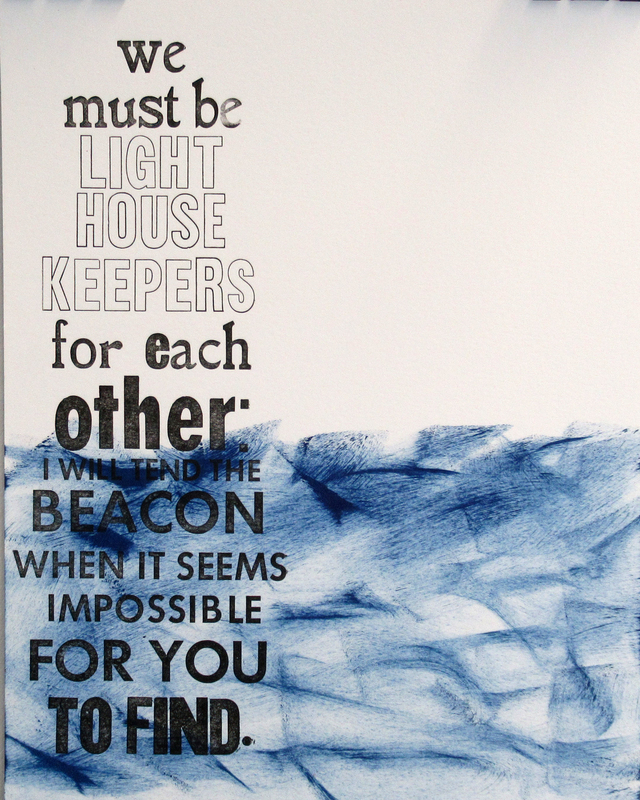 we
must be
LIGHT
HOUSE
KEEPERS
for each
other:
I WILL TEND THE
BEACON
WHEN IT SEEMS
IMPOSSIBLE
FOR YOU
TO FIND.